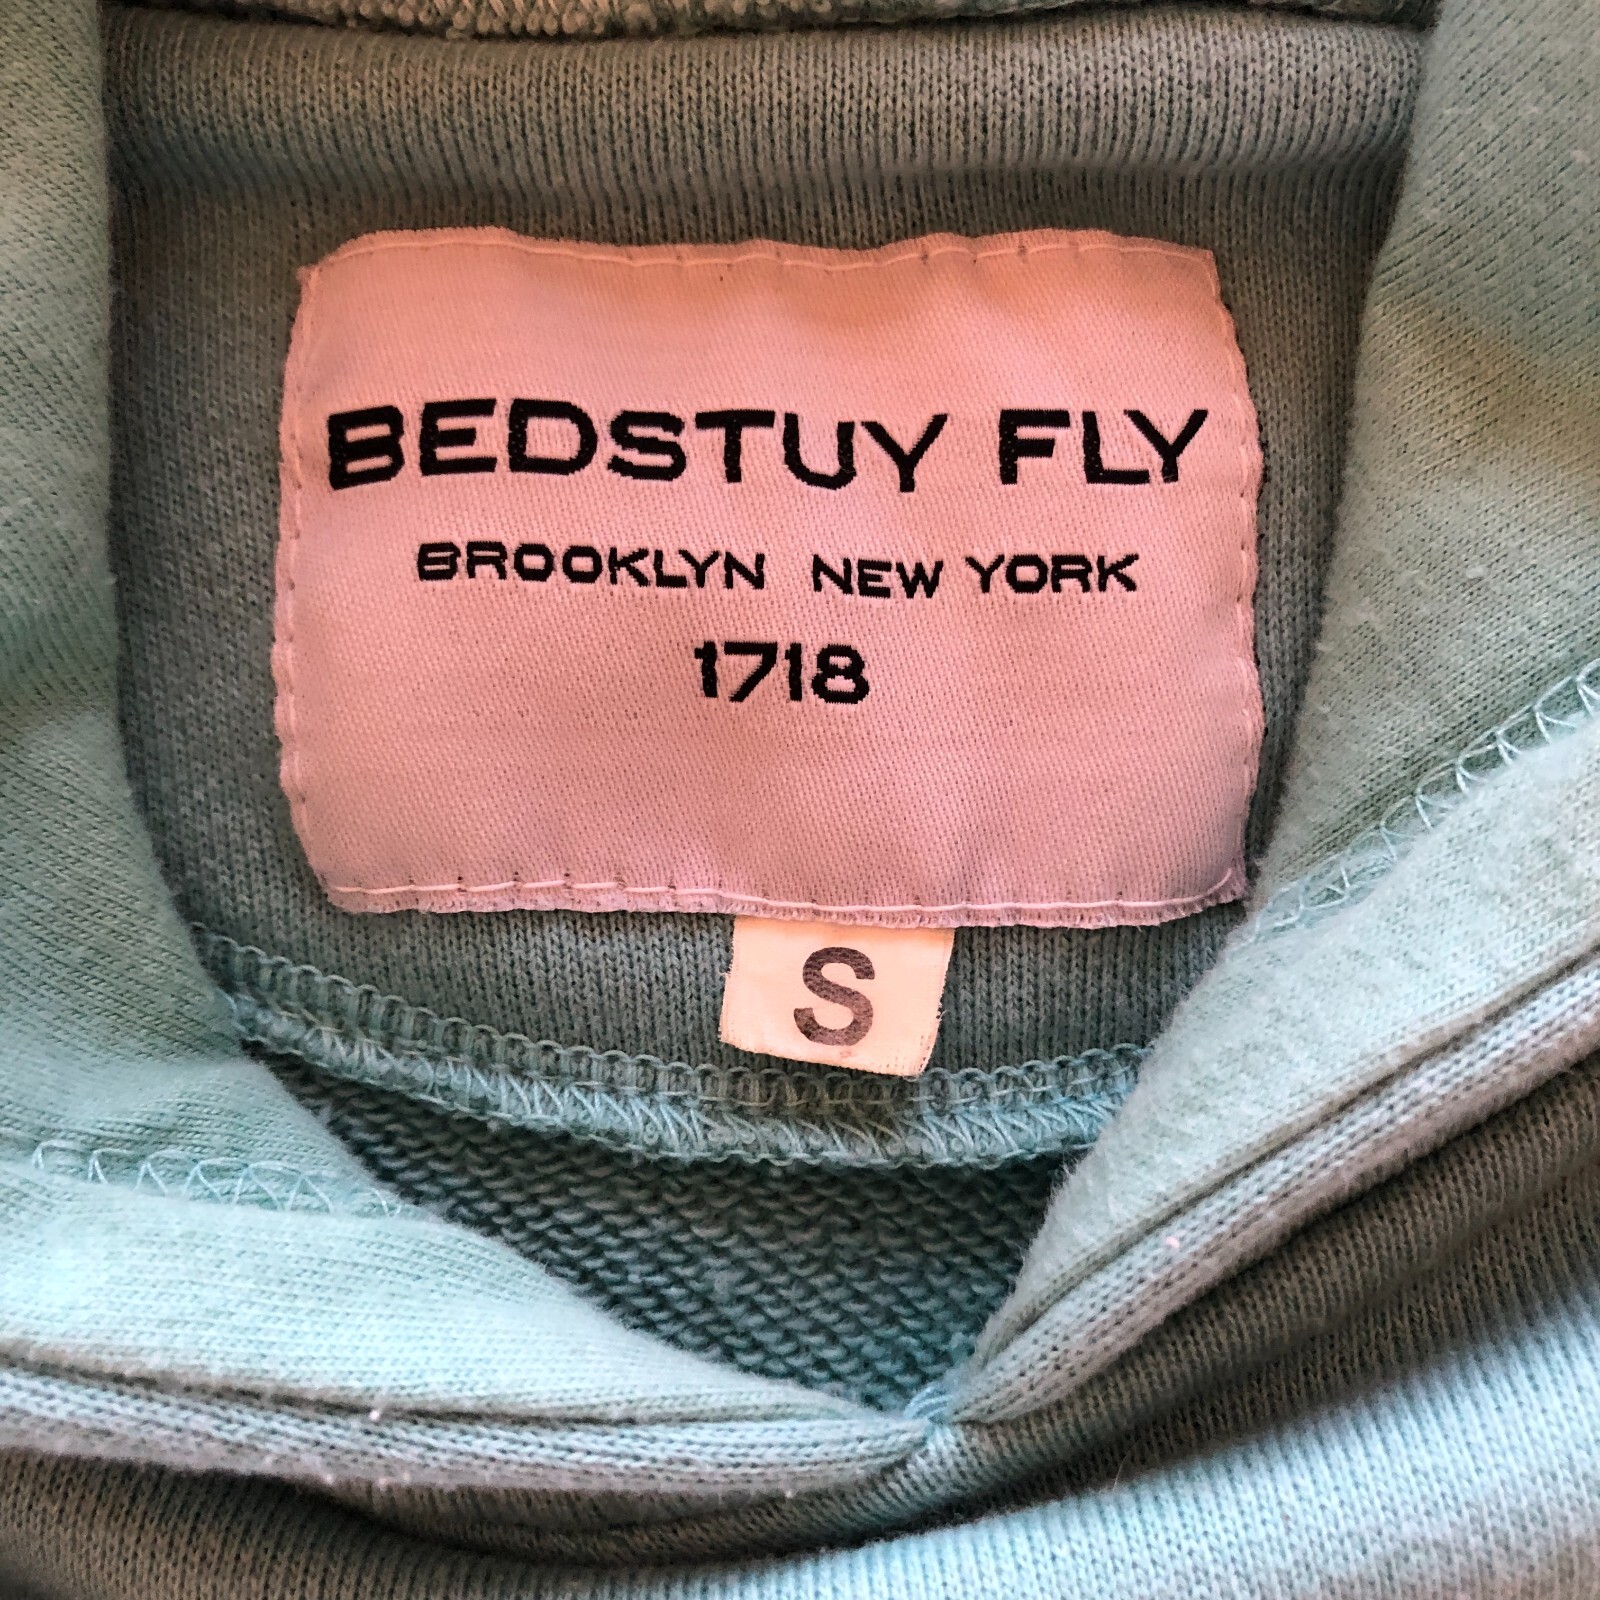 BEDSTUY FLY
BROOKLYN NEW YORK
1718
S